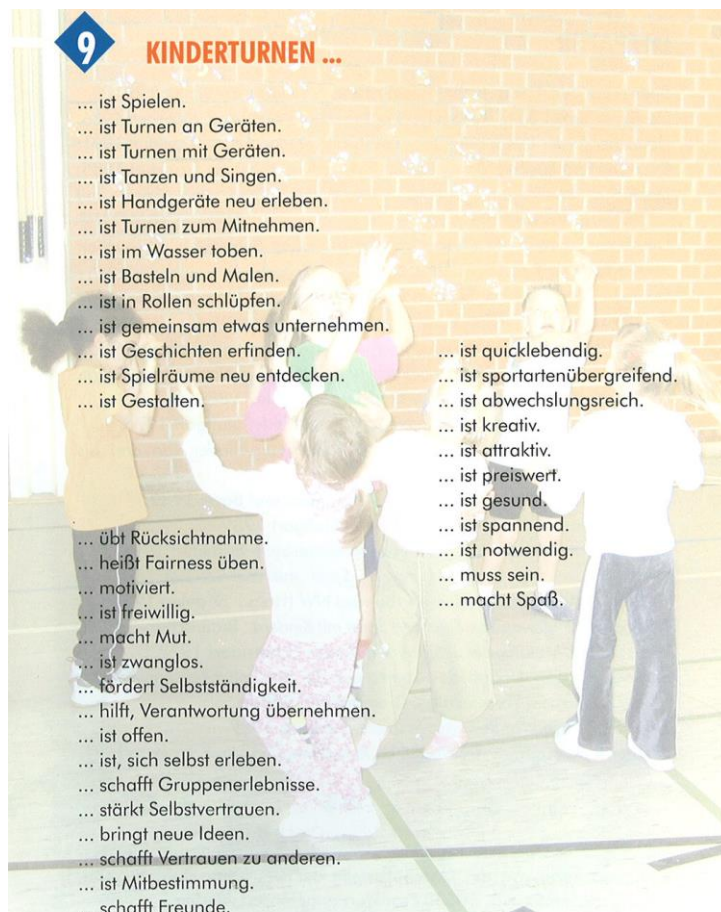 9
KINDERTURNEN ...
... ist Spielen.
... ist Turnen an Geräten.
... ist Turnen mit Geräten.
... ist Tanzen und Singen.
... ist Handgeräte neu erleben.
... ist Turnen zum Mitnehmen.
... ist im Wasser toben.
... ist Basteln und Malen.
... ist in Rollen schlüpfen.
... ist gemeinsam etwas unternehmen.
... ist Geschichten erfinden.
... ist Spielräume neu entdecken.
... ist Gestalten.
... übt Rücksichtnahme.
... heißt Fairness üben.
... motiviert.
... ist freiwillig.
... macht Mut.
... ist zwanglos.
... fördert Selbstständigkeit.
... hilft, Verantwortung übernehmen.
... ist offen.
... ist, sich selbst erleben.
... schafft Gruppenerlebnisse.
... stärkt Selbstvertrauen.
... bringt neue Ideen.
... schafft Vertrauen zu anderen.
... ist Mitbestimmung.
... schafft Freunde.
... ist quicklebendig.
... ist sportartenübergreifend.
... ist abwechslungsreich.
... ist kreativ.
... ist attraktiv.
... ist preiswert.
... ist gesund.
... ist spannend.
... ist notwendig.
... muss sein.
... macht Spaß.